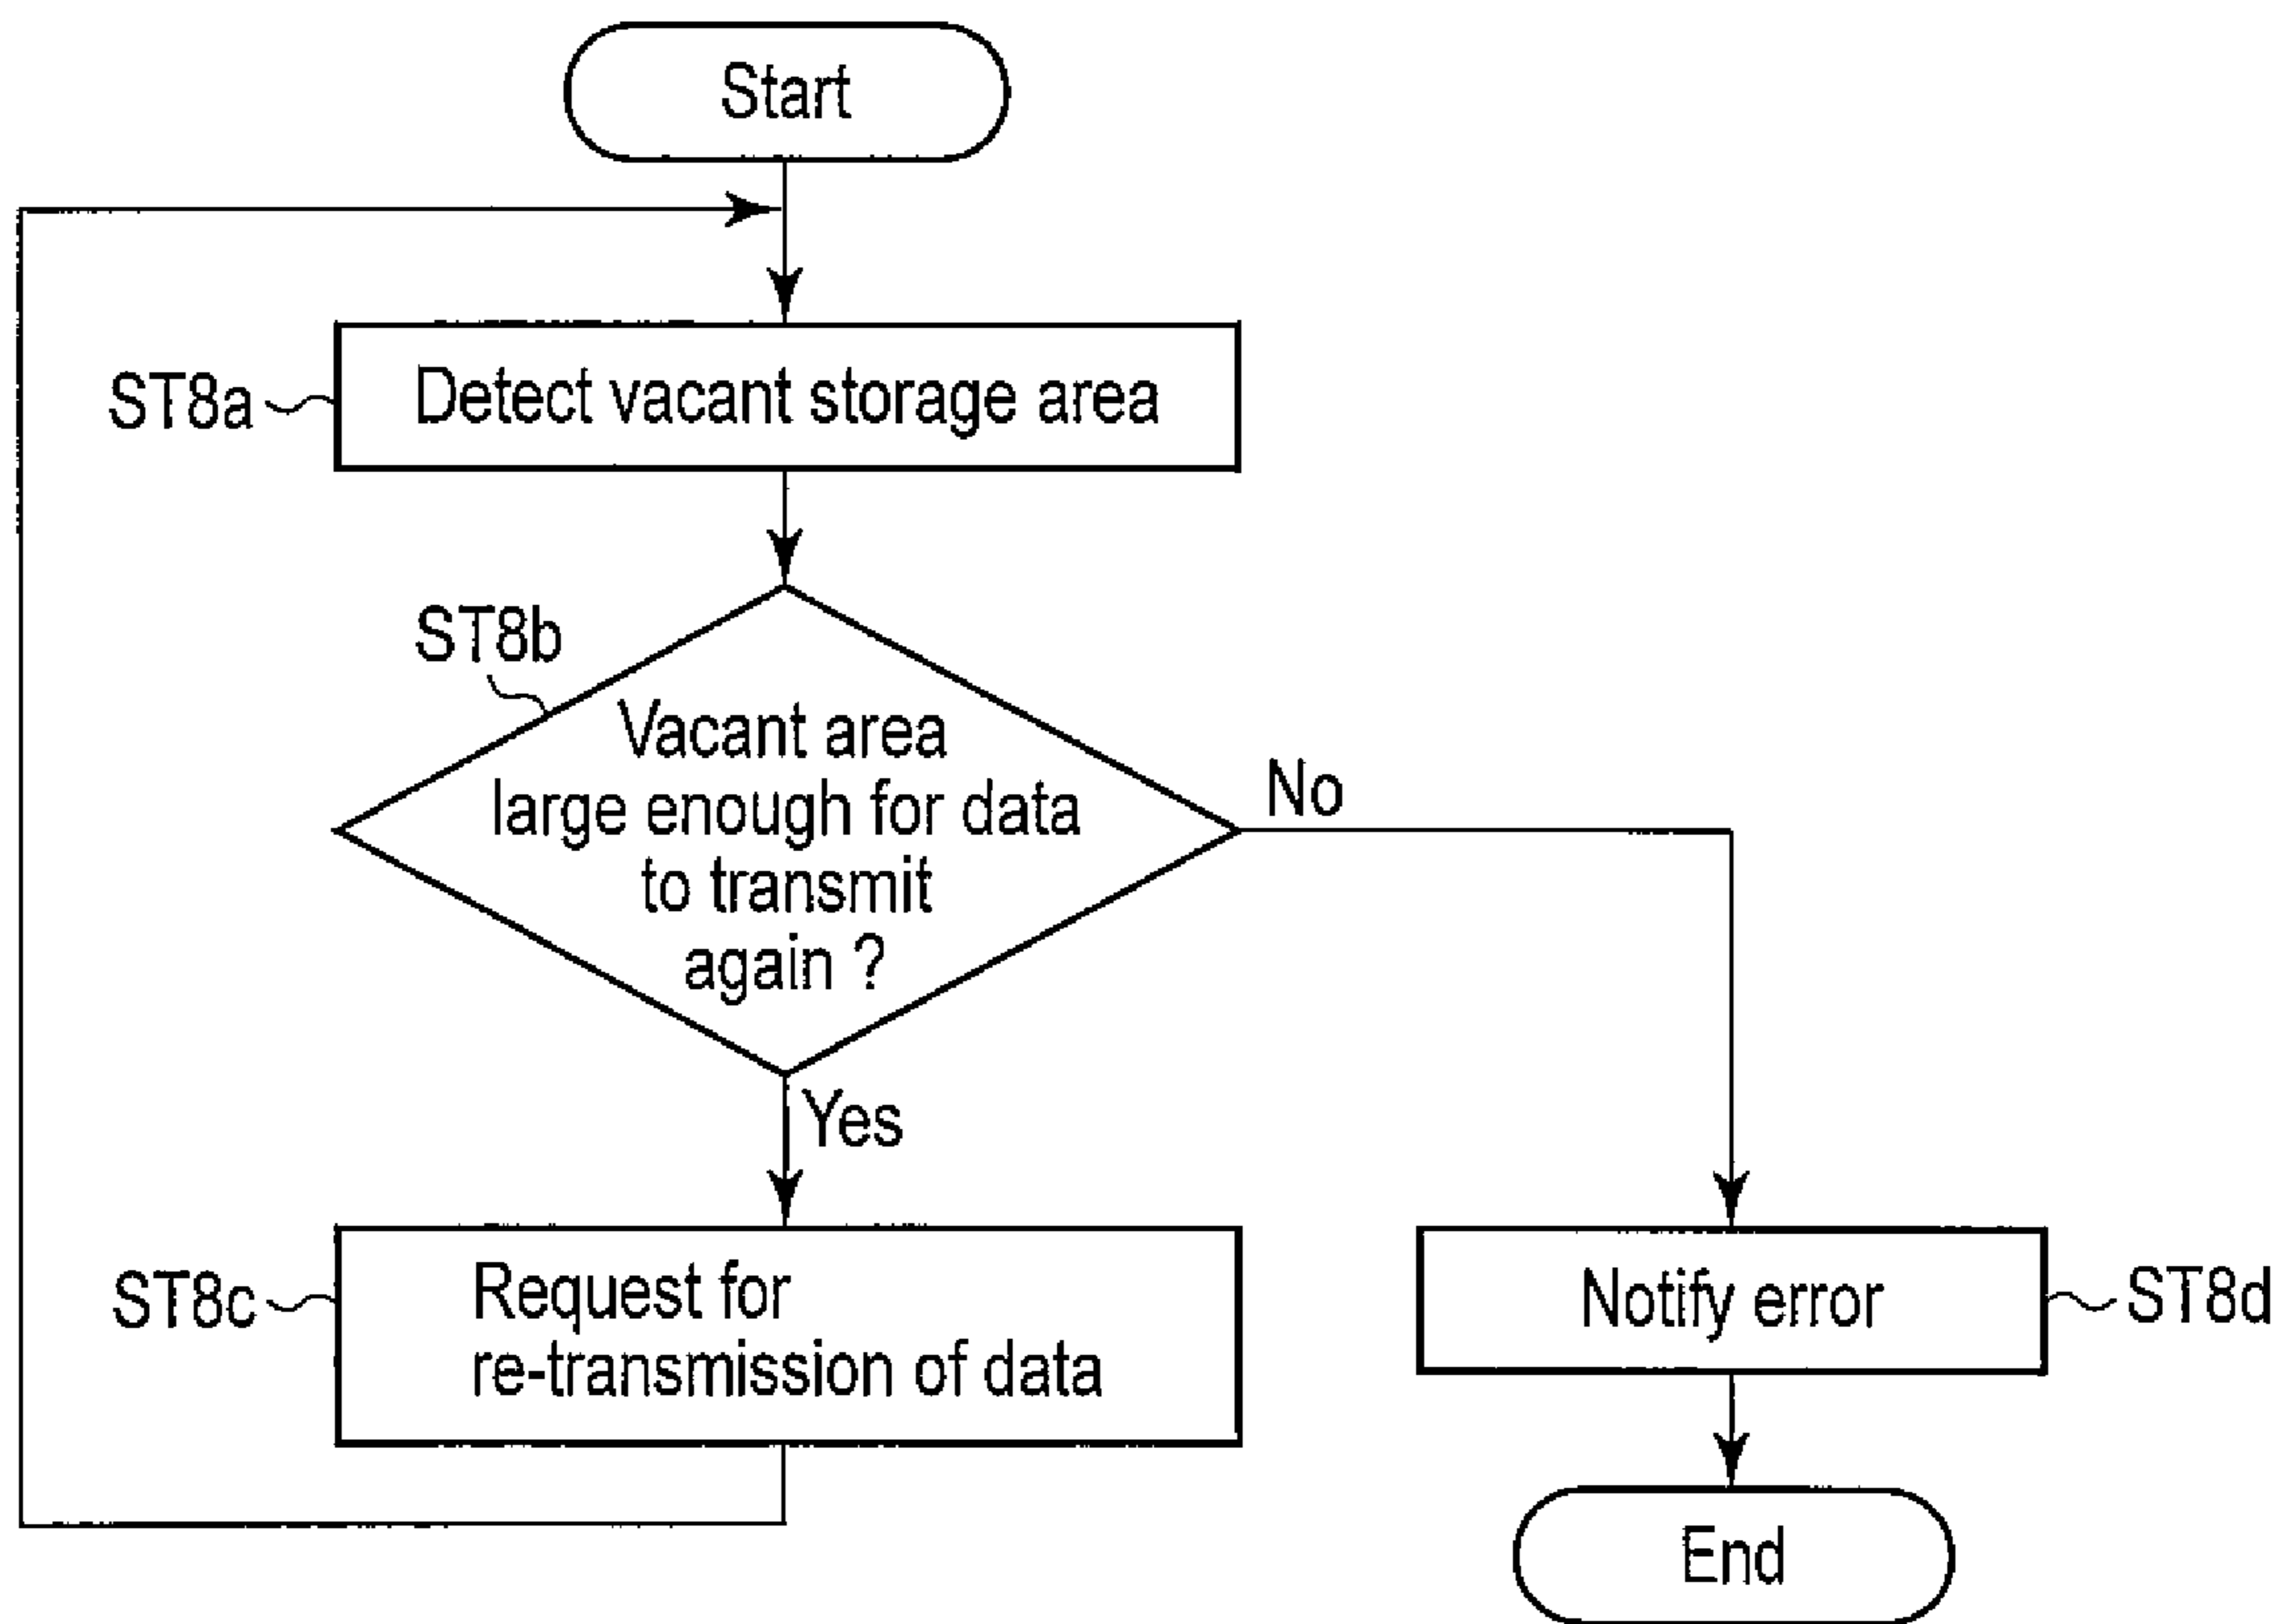 Start
ST8a
Detect vacant storage area
ST8b
Vacant area
large enough for data
to transmit
again ?
No
Yes
ST8c
Request for
re-transmission of data
Notify error
ST8d
End